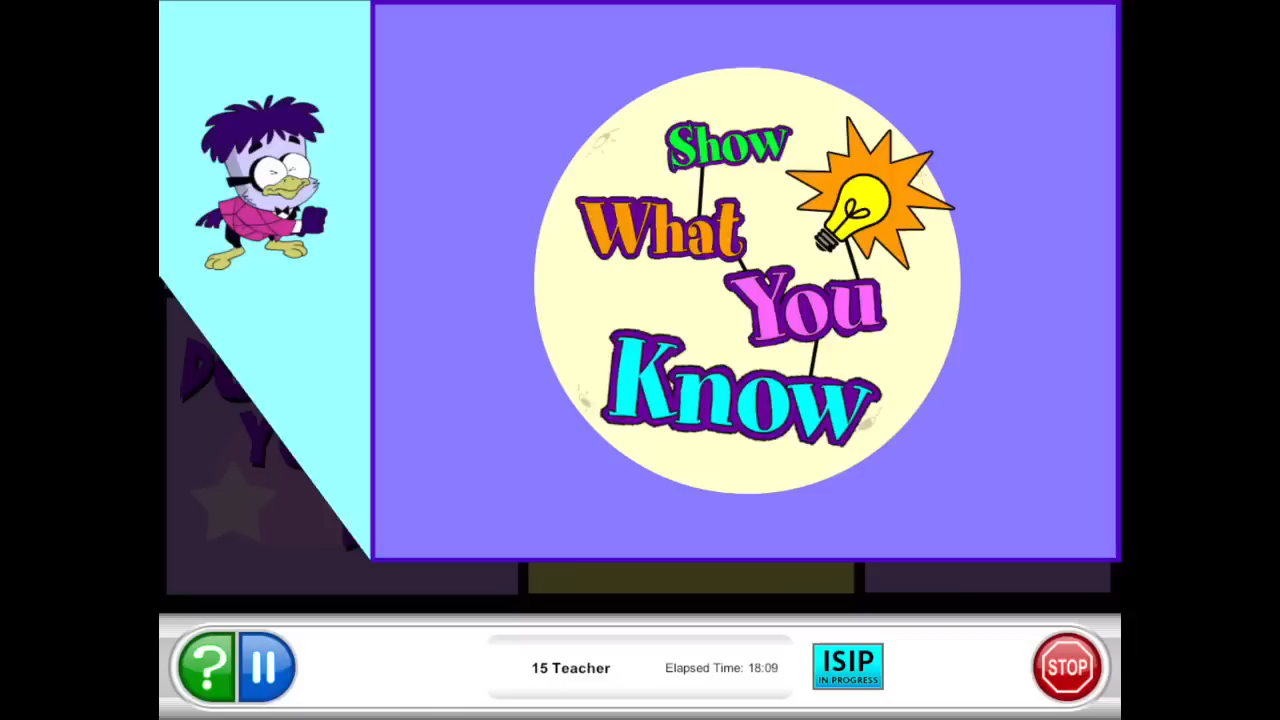 Show
What
You
Know
?
15 Teacher
Elapsed Time: 18:09
ISIP
IN PROGRESS
STOP